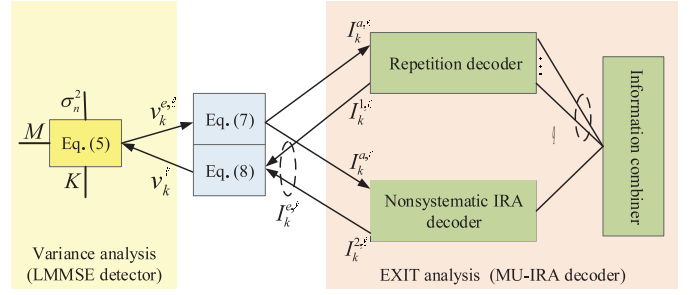 σ_n^2
M
Eq. (5)
K
v_k^{e,i}
v_k^i
Eq. (7)
Eq. (8)
I_k^{a,i}
I_k^{1,i}
I_k^{a,i}
I_k^{e,i}
I_k^{2,i}
Repetition decoder
Nonsystematic IRA
decoder
Information combiner
Variance analysis
(LMMSE detector)
EXIT analysis (MU-IRA decoder)